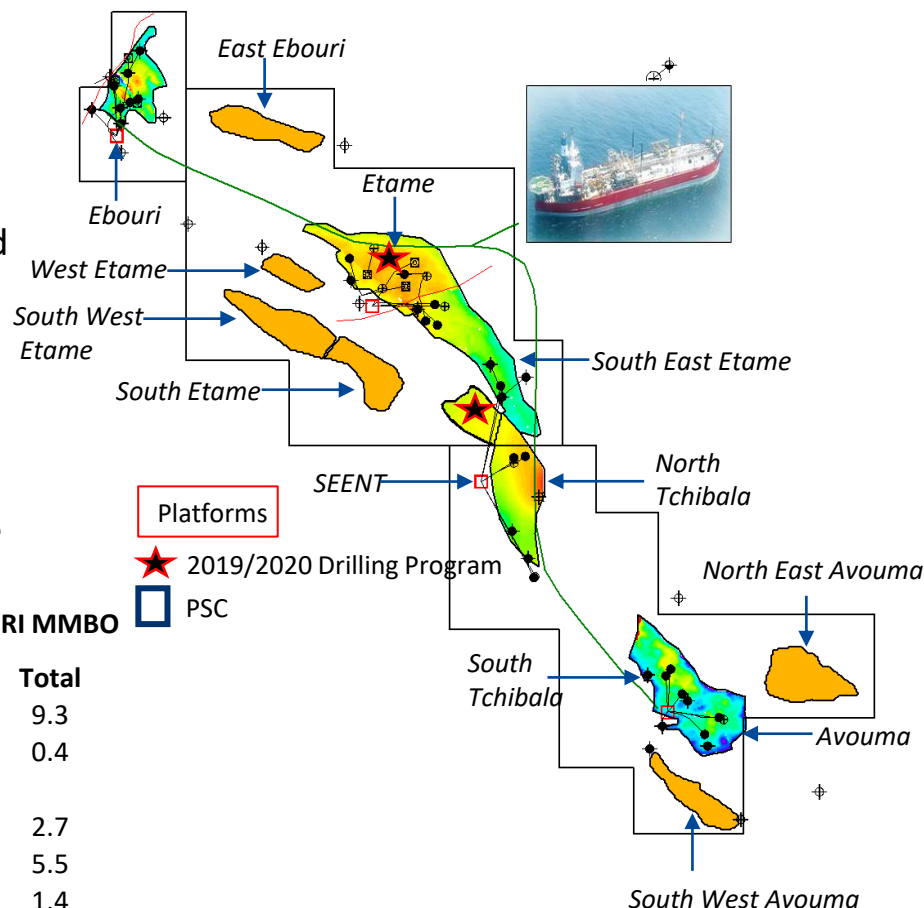 East Ebouri
Etame
Ebouri
d
West Etame
South West
Etame
South East Etame
South Etame
SEENT
North
Tchibala
Platforms
2019/2020 Drilling Program
PSC
North East Avouma
RI MMBO
Total
South
Tchibala
9.3
0.4
Avouma
2.7
5.5
1.4
South West Avouma